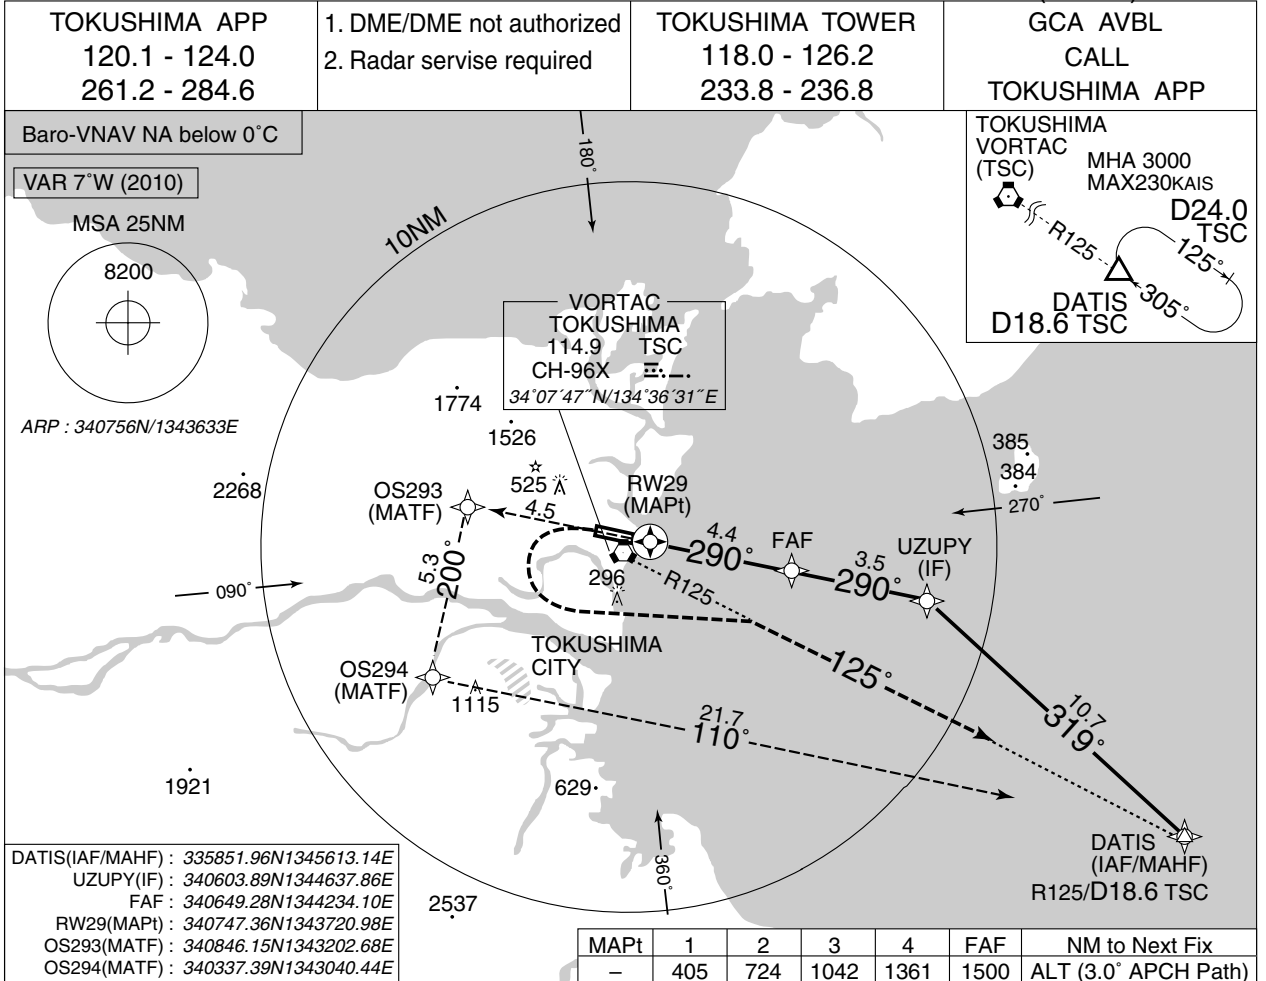 TOKUSHIMA APP
120.1 - 124.0
261.2 - 284.6
1. DME/DME not authorized
2. Radar servise required
TOKUSHIMA TOWER
118.0 - 126.2
233.8 - 236.8
GCA AVBL
CALL
TOKUSHIMA APP
Baro-VNAV NA below 0˚C
VAR 7˚W (2010)
MSA 25NM
8200
ARP : 340756N/1343633E
TOKUSHIMA
VORTAC
(TSC)
MHA 3000
MAX230KAIS
D24.0
TSC
R125
125˚
305˚
DATIS
D18.6 TSC
180˚
10NM
VORTAC
TOKUSHIMA
114.9 TSC
CH-96X
34˚07´47˝N/134˚36´31˝E
1774
1526
2268
525
385
384
270˚
OS293
(MATF)
4.5
RW29
(MAPt)
4.4
290˚
FAF
3.5
290˚
UZUPY
(IF)
5.3
200˚
296
R125
090˚
TOKUSHIMA
CITY
125˚
OS294
(MATF)
1115
21.7
110˚
10.7
319˚
1921
629
360˚
2537
DATIS
(IAF/MAHF)
R125/D18.6 TSC
DATIS(IAF/MAHF) : 335851.96N1345613.14E
UZUPY(IF) : 340603.89N1344637.86E
FAF : 340649.28N1344234.10E
RW29(MAPt) : 340747.36N1343720.98E
OS293(MATF) : 340846.15N1343202.68E
OS294(MATF) : 340337.39N1343040.44E
MAPt 1 2 3 4 FAF NM to Next Fix
– 405 724 1042 1361 1500 ALT (3.0˚ APCH Path)